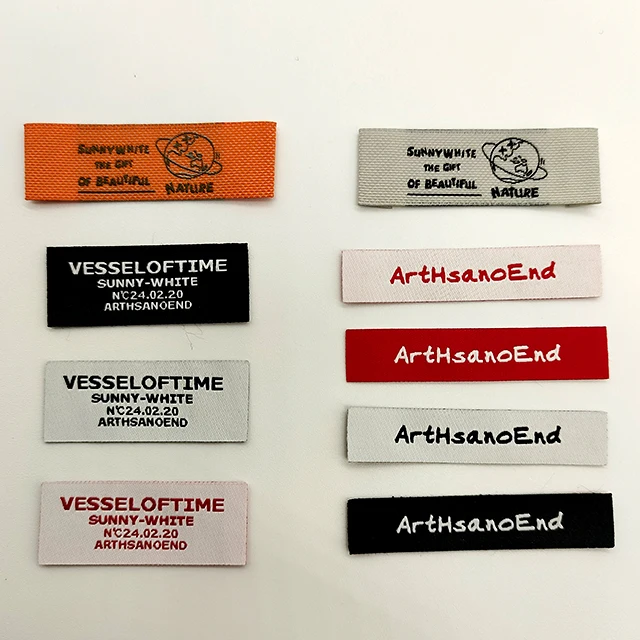 SUNNYWHITE
THE GIFT
OF BEAUTIFUL NATURE
SUNNYWHITE
THE GIFT
OF BEAUTIFUL NATURE
VESSELOFTIME
SUNNY-WHITE
N°C24.02.20
ARTHSANOEND
VESSELOFTIME
SUNNY-WHITE
N°C24.02.20
ARTHSANOEND
VESSELOFTIME
SUNNY-WHITE
N°C24.02.20
ARTHSANOEND
ArtHsanoEnd
ArtHsanoEnd
ArtHsanoEnd
ArtHsanoEnd